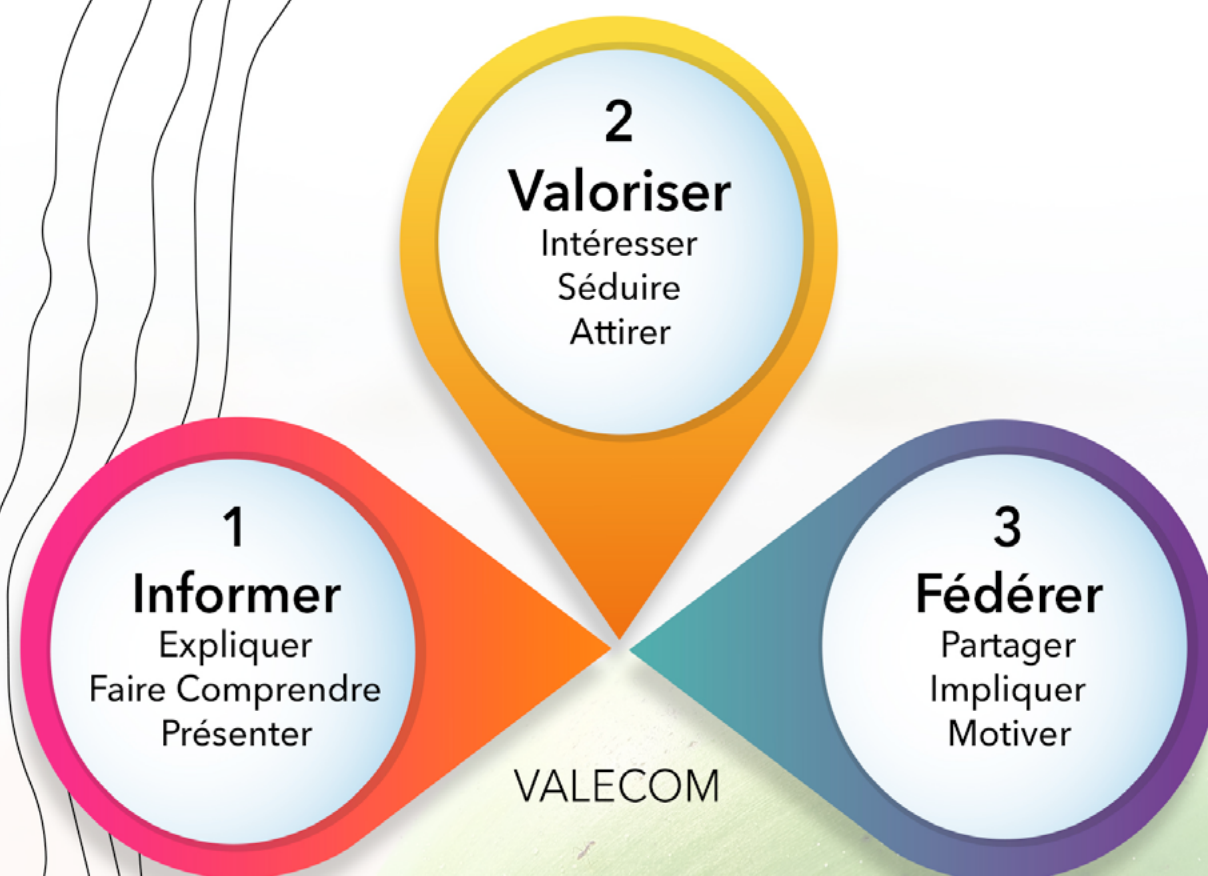 1
Informer
Expliquer
Faire Comprendre
Présenter
2
Valoriser
Intéresser
Séduire
Attirer
3
Fédérer
Partager
Impliquer
Motiver
VALECOM